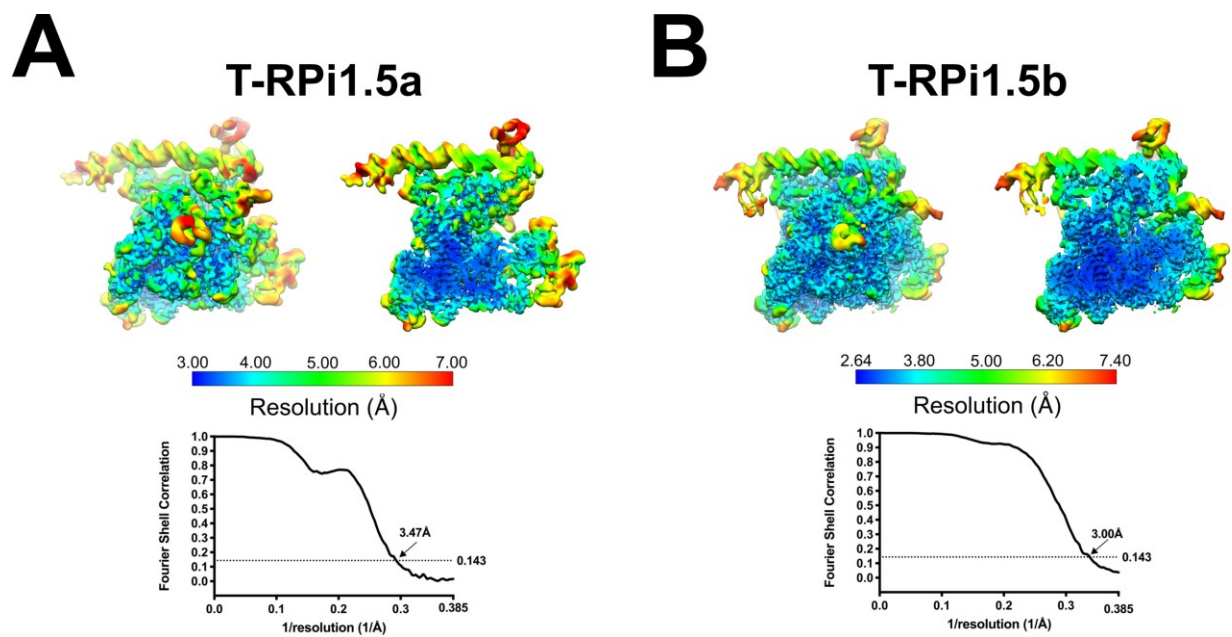 A
T-RPi1.5a
3.00 4.00 5.00 6.00 7.00
Resolution (Å)
Fourier Shell Correlation
1.0
0.9
0.8
0.7
0.6
0.5
0.4
0.3
0.2
0.1
0.0
3.47Å
0.143
0.0 0.1 0.2 0.3 0.385
1/resolution (1/Å)
B
T-RPi1.5b
2.64 3.80 5.00 6.20 7.40
Resolution (Å)
Fourier Shell Correlation
1.0
0.9
0.8
0.7
0.6
0.5
0.4
0.3
0.2
0.1
0.0
3.00Å
0.143
0.0 0.1 0.2 0.3 0.385
1/resolution (1/Å)